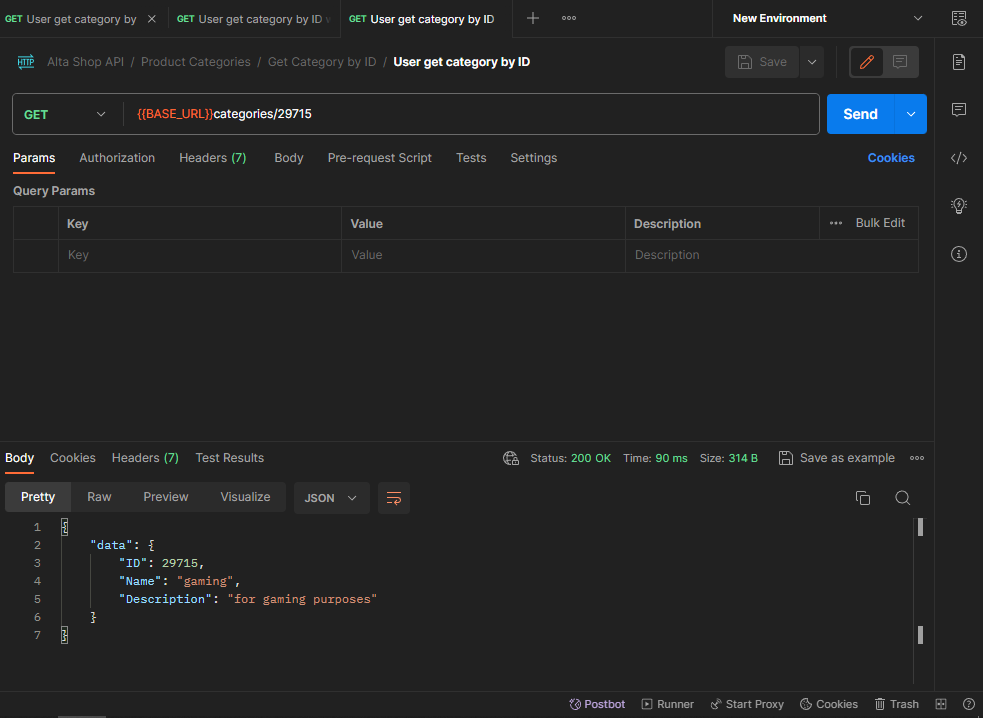 GET User get category by
GET User get category by ID
GET User get category by ID
New Environment
HTTP Alta Shop API / Product Categories / Get Category by ID / User get category by ID
Save
GET {{BASE_URL}}categories/29715 Send
Params Authorization Headers (7) Body Pre-request Script Tests Settings Cookies
Query Params
Key Value Description Bulk Edit
Key Value Description
Body Cookies Headers (7) Test Results Status: 200 OK Time: 90 ms Size: 314 B Save as example
Pretty Raw Preview Visualize JSON
1 {
2 "data": {
3 "ID": 29715,
4 "Name": "gaming",
5 "Description": "for gaming purposes"
6 }
7 }
Postbot Runner Start Proxy Cookies Trash